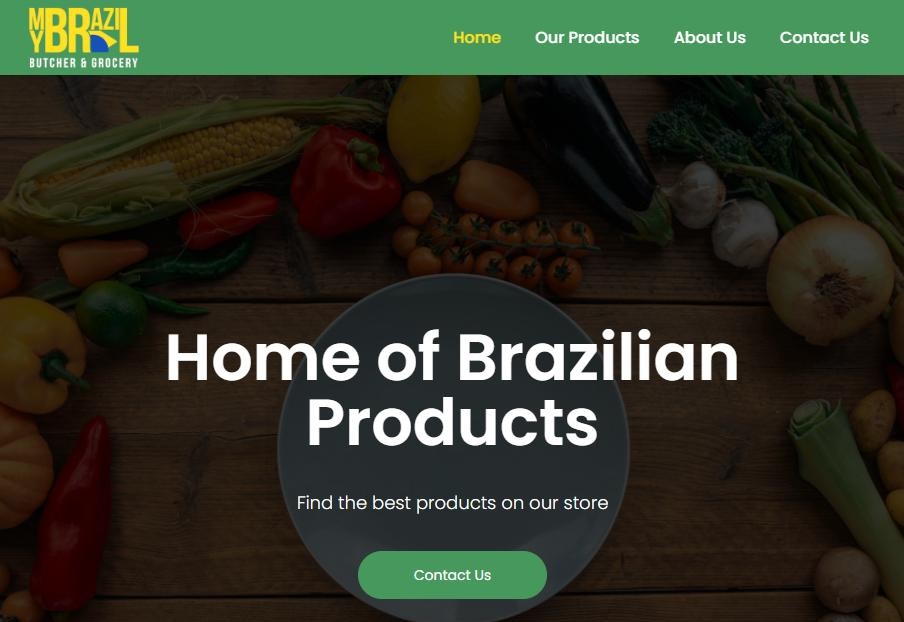 MY BRAZIL
BUTCHER & GROCERY
Home Our Products About Us Contact Us
Home of Brazilian
Products
Find the best products on our store
Contact Us